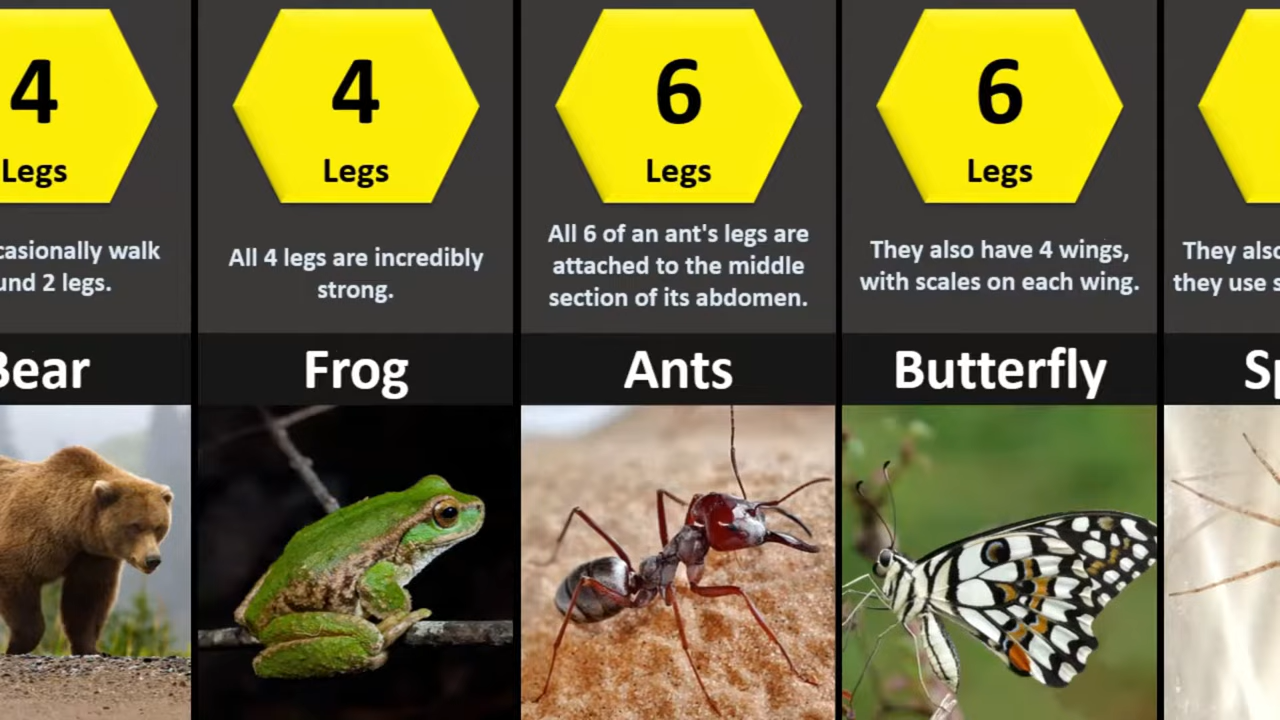 4
Legs
casionally walk
und 2 legs.
Bear
4
Legs
All 4 legs are incredibly
strong.
Frog
6
Legs
All 6 of an ant's legs are
attached to the middle
section of its abdomen.
Ants
6
Legs
They also have 4 wings,
with scales on each wing.
Butterfly
They also
they use s
Sp